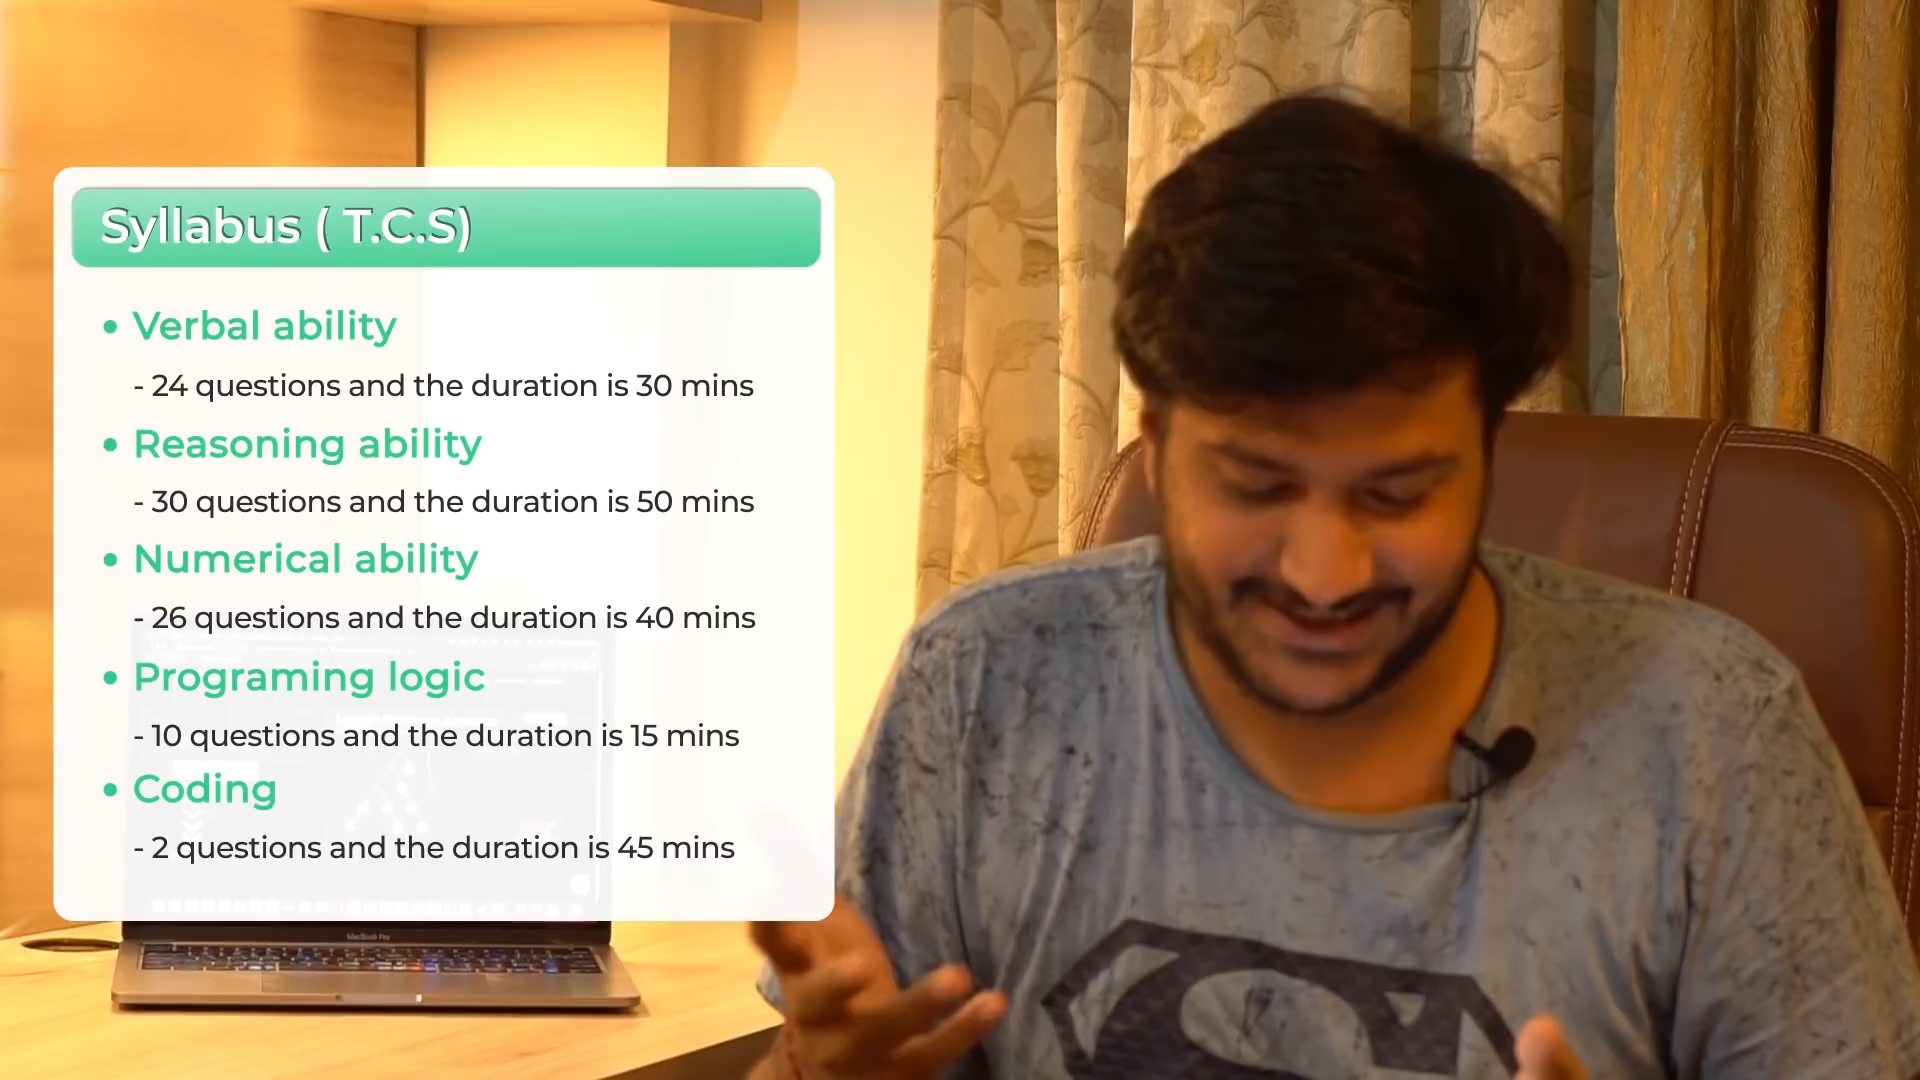 Syllabus ( T.C.S)
• Verbal ability
- 24 questions and the duration is 30 mins
• Reasoning ability
- 30 questions and the duration is 50 mins
• Numerical ability
- 26 questions and the duration is 40 mins
• Programing logic
- 10 questions and the duration is 15 mins
• Coding
- 2 questions and the duration is 45 mins
MacBook Pro